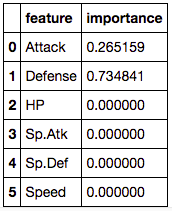 feature importance
0 Attack 0.265159
1 Defense 0.734841
2 HP 0.000000
3 Sp.Atk 0.000000
4 Sp.Def 0.000000
5 Speed 0.000000